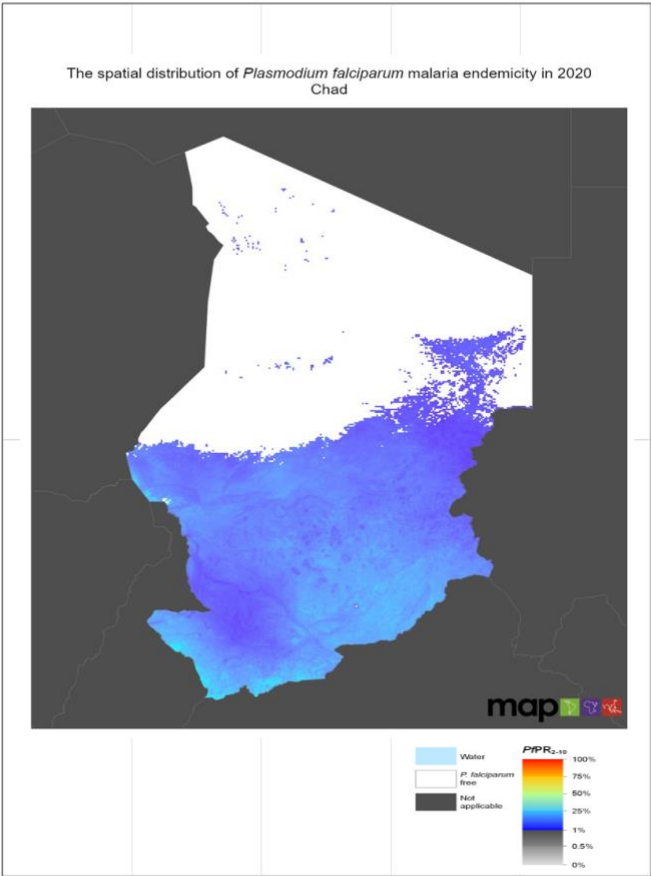 The spatial distribution of Plasmodium falciparum malaria endemicity in 2020
Chad
map
Water
P. falciparum
free
Not
applicable
PfPR2-10
100%
75%
50%
25%
1%
0.5%
0%